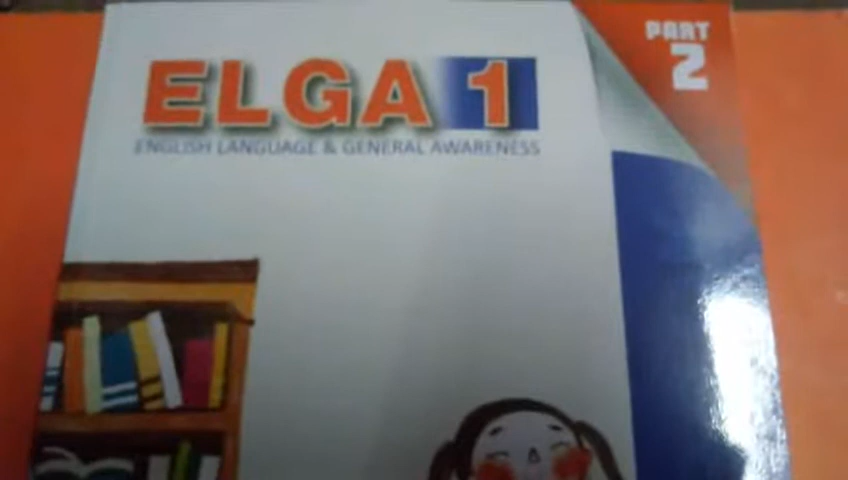 ELGA 1
ENGLISH LANGUAGE & GENERAL AWARENESS
PART
2